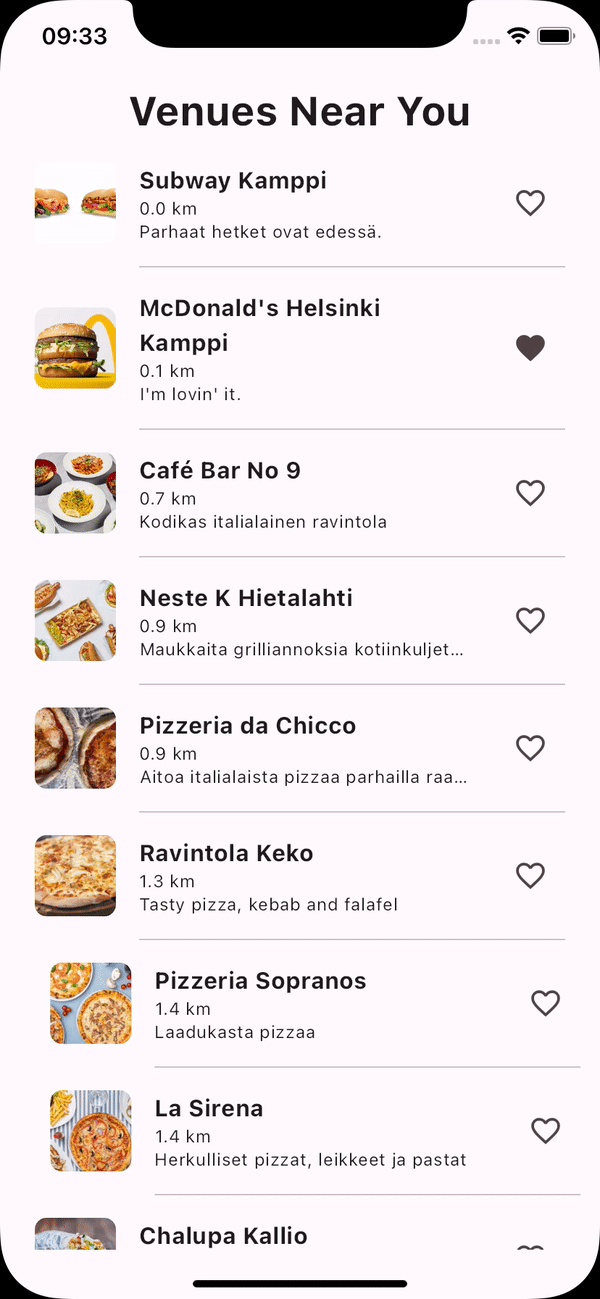 09:33
Venues Near You
Subway Kamppi
0.0 km
Parhaat hetket ovat edessä.
McDonald's Helsinki
Kamppi
0.1 km
I'm lovin' it.
Café Bar No 9
0.7 km
Kodikas italialainen ravintola
Neste K Hietalahti
0.9 km
Maukkaita grilliannoksia kotiinkuljet...
Pizzeria da Chicco
0.9 km
Aitoa italialaista pizzaa parhailla raa...
Ravintola Keko
1.3 km
Tasty pizza, kebab and falafel
Pizzeria Sopranos
1.4 km
Laadukasta pizzaa
La Sirena
1.4 km
Herkulliset pizzat, leikkeet ja pastat
Chalupa Kallio